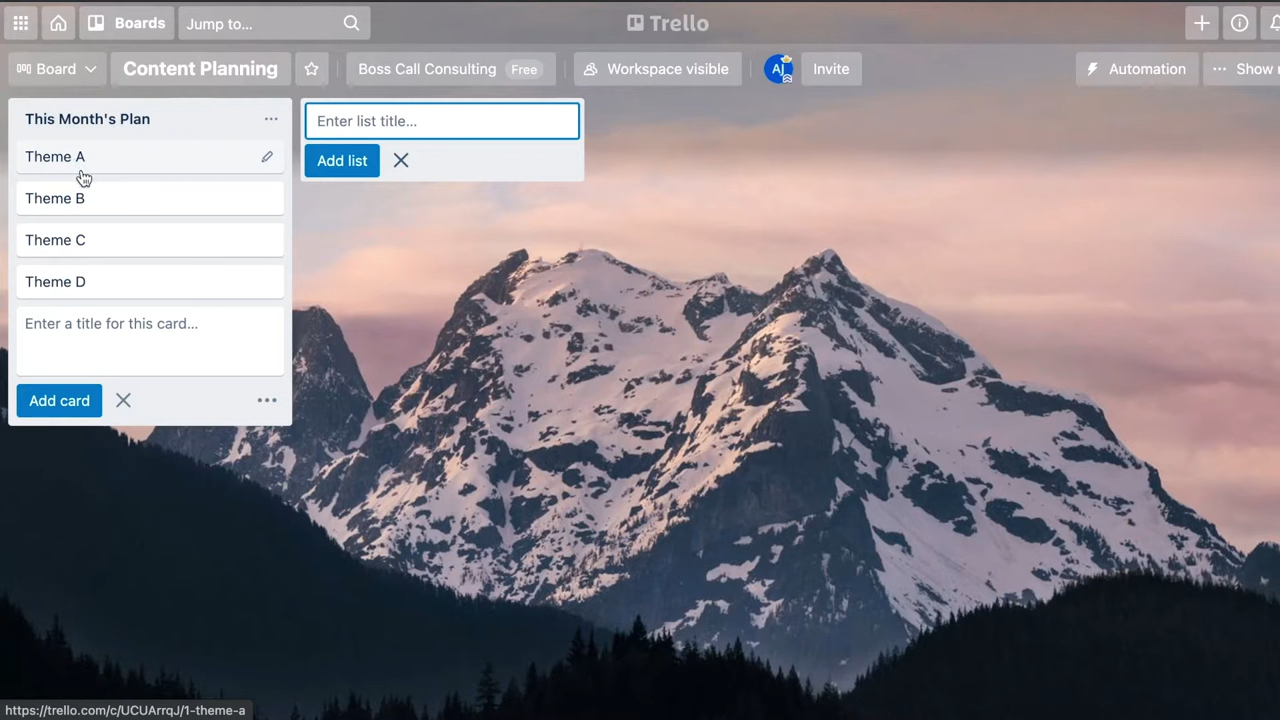 Boards
Jump to...
Trello
Board
Content Planning
Boss Call Consulting Free
Workspace visible
AJ
Invite
Automation
Show
This Month's Plan
Theme A
Theme B
Theme C
Theme D
Enter a title for this card...
Add card
Enter list title...
Add list
https://trello.com/c/UCUArrqJ/1-theme-a